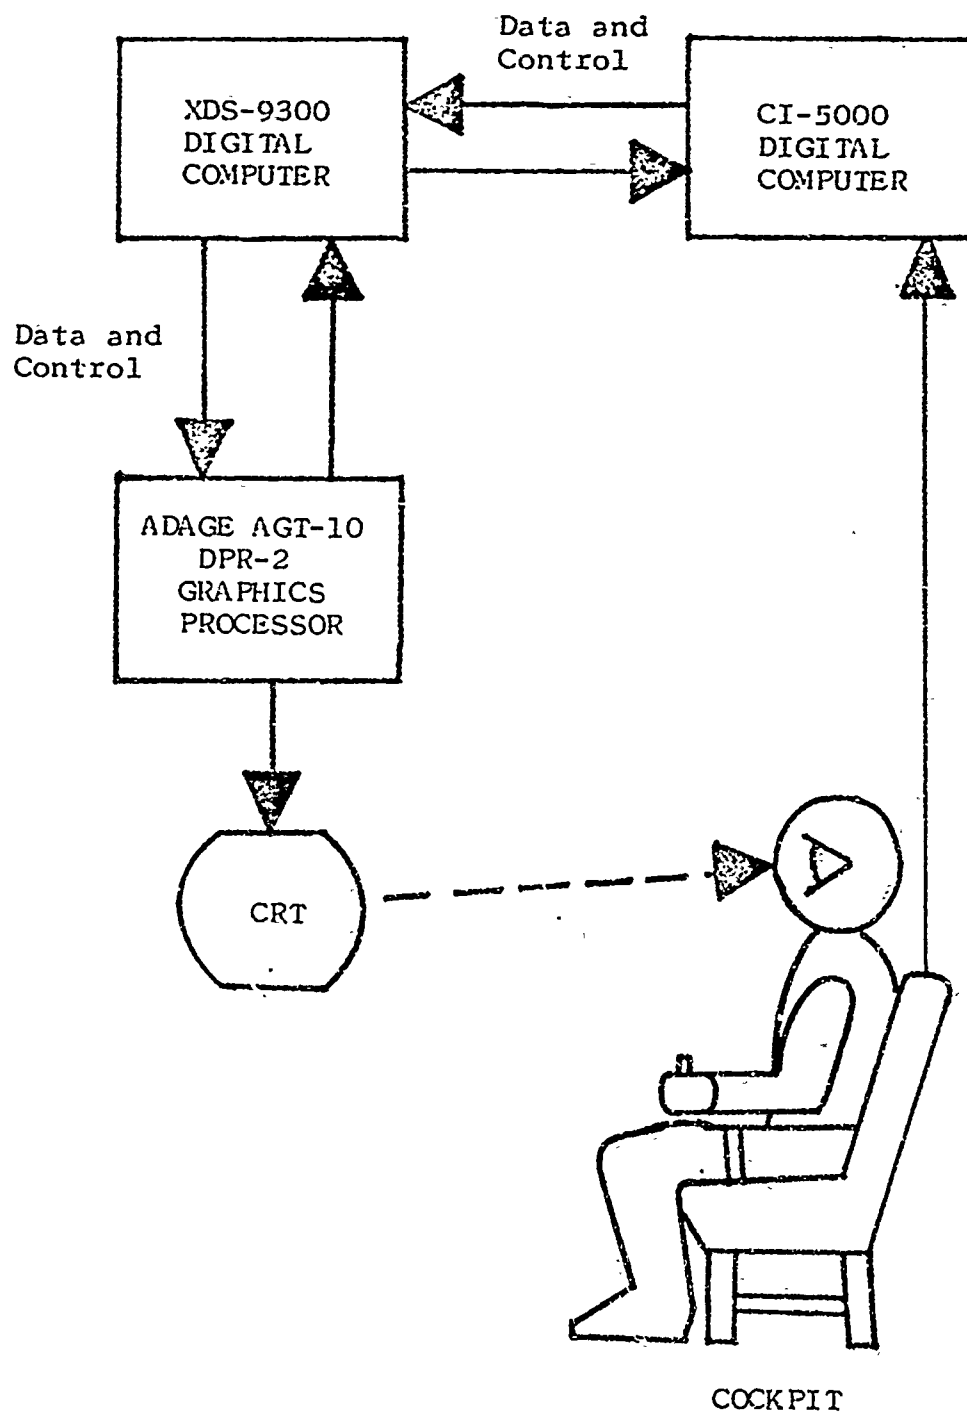 Data and
Control
XDS-9300
DIGITAL
COMPUTER
CI-5000
DIGITAL
COMPUTER
Data and
Control
ADAGE AGT-10
DPR-2
GRAPHICS
PROCESSOR
CRT
COCKPIT